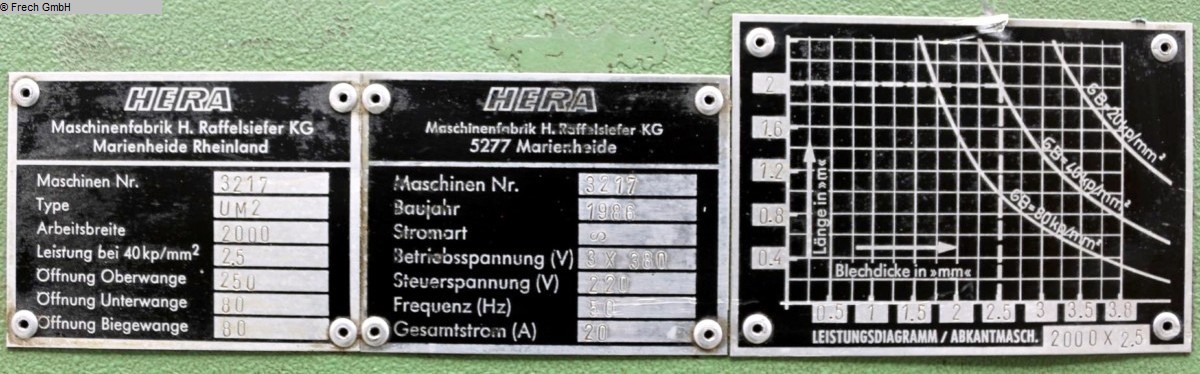 © Frech GmbH
HERA
Maschinenfabrik H. Raffelsiefer KG
Marienheide Rheinland
Maschinen Nr. 3217
Type UM2
Arbeitsbreite 2000
Leistung bei 40kp/mm² 2,5
Öffnung Oberwange 250
Öffnung Unterwange 80
Öffnung Biegewange 80
HERA
Maschinenfabrik H. Raffelsiefer KG
5277 Marienheide
Maschinen Nr. 3217
Baujahr 1986
Stromart S
Betriebsspannung (V) 3 X 380
Steuerspannung (V) 220
Frequenz (Hz) 50
Gesamtstrom (A) 20
2
1.6
1.2
0.8
0.4
Länge in »m«
Blechdicke in »mm«
GB=20kp/mm²
GB=40kp/mm²
GB=80kp/mm²
0.5 1 1.5 2 2.5 3 3.5 3.8
LEISTUNGSDIAGRAMM / ABKANTMASCH. 2000 X 2.5